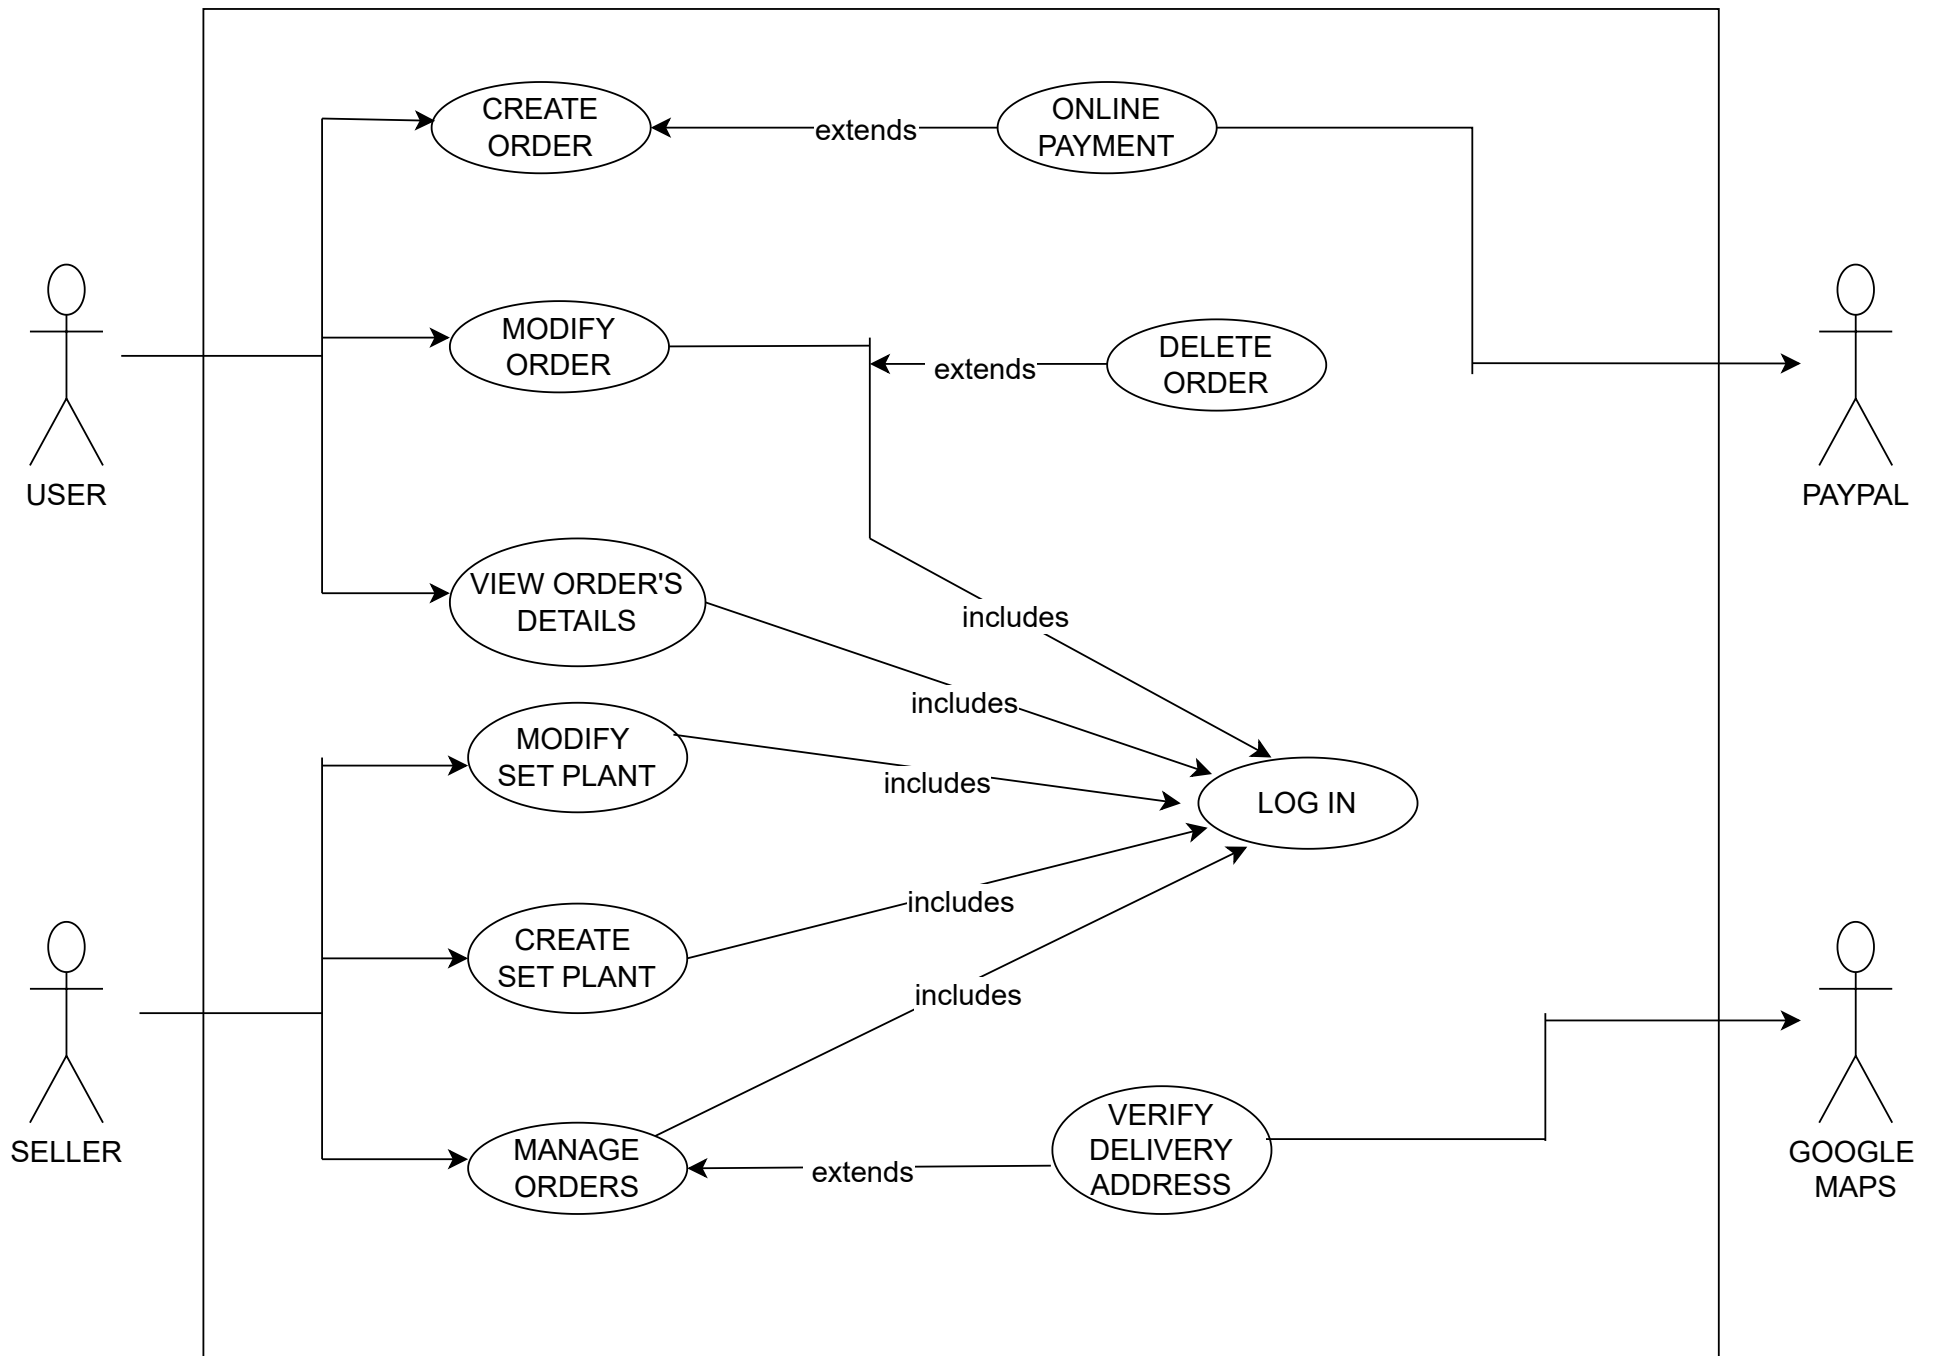 CREATE
ORDER
extends
ONLINE
PAYMENT
MODIFY
ORDER
extends
DELETE
ORDER
USER
PAYPAL
VIEW ORDER'S
DETAILS
includes
includes
MODIFY
SET PLANT
includes
LOG IN
includes
CREATE
SET PLANT
includes
SELLER
MANAGE
ORDERS
extends
VERIFY
DELIVERY
ADDRESS
GOOGLE
MAPS